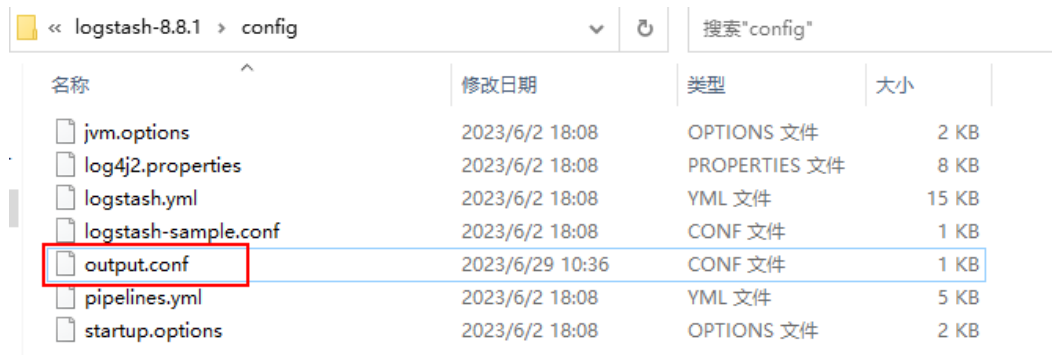 « logstash-8.8.1 › config 搜索"config"
名称 修改日期 类型 大小
jvm.options 2023/6/2 18:08 OPTIONS 文件 2 KB
log4j2.properties 2023/6/2 18:08 PROPERTIES 文件 8 KB
logstash.yml 2023/6/2 18:08 YML 文件 15 KB
logstash-sample.conf 2023/6/2 18:08 CONF 文件 1 KB
output.conf 2023/6/29 10:36 CONF 文件 1 KB
pipelines.yml 2023/6/2 18:08 YML 文件 5 KB
startup.options 2023/6/2 18:08 OPTIONS 文件 2 KB